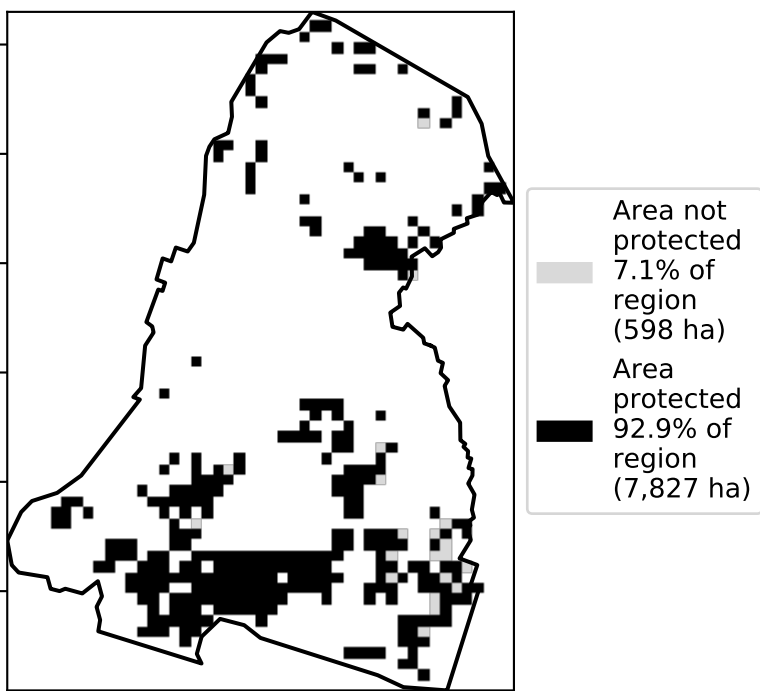 Area not
protected
7.1% of
region
(598 ha)
Area
protected
92.9% of
region
(7,827 ha)